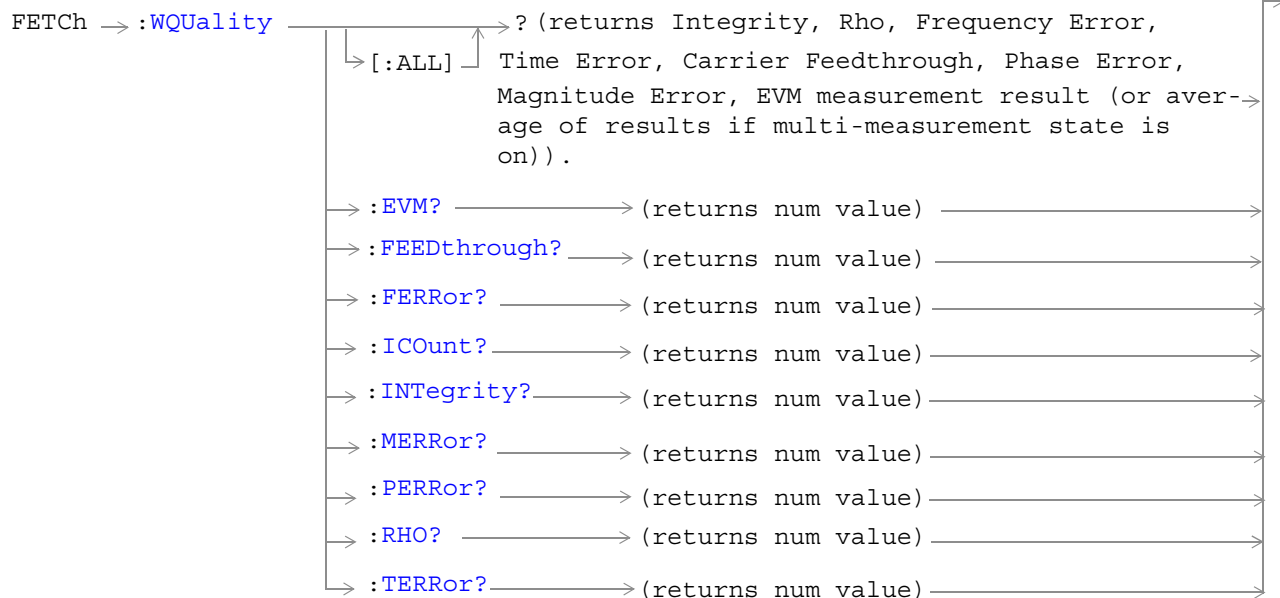 FETCh :WQUality ? (returns Integrity, Rho, Frequency Error,
[:ALL] Time Error, Carrier Feedthrough, Phase Error,
Magnitude Error, EVM measurement result (or aver-
age of results if multi-measurement state is
on)).
:EVM? (returns num value)
:FEEDthrough? (returns num value)
:FERRor? (returns num value)
:ICOunt? (returns num value)
:INTegrity? (returns num value)
:MERRor? (returns num value)
:PERRor? (returns num value)
:RHO? (returns num value)
:TERRor? (returns num value)